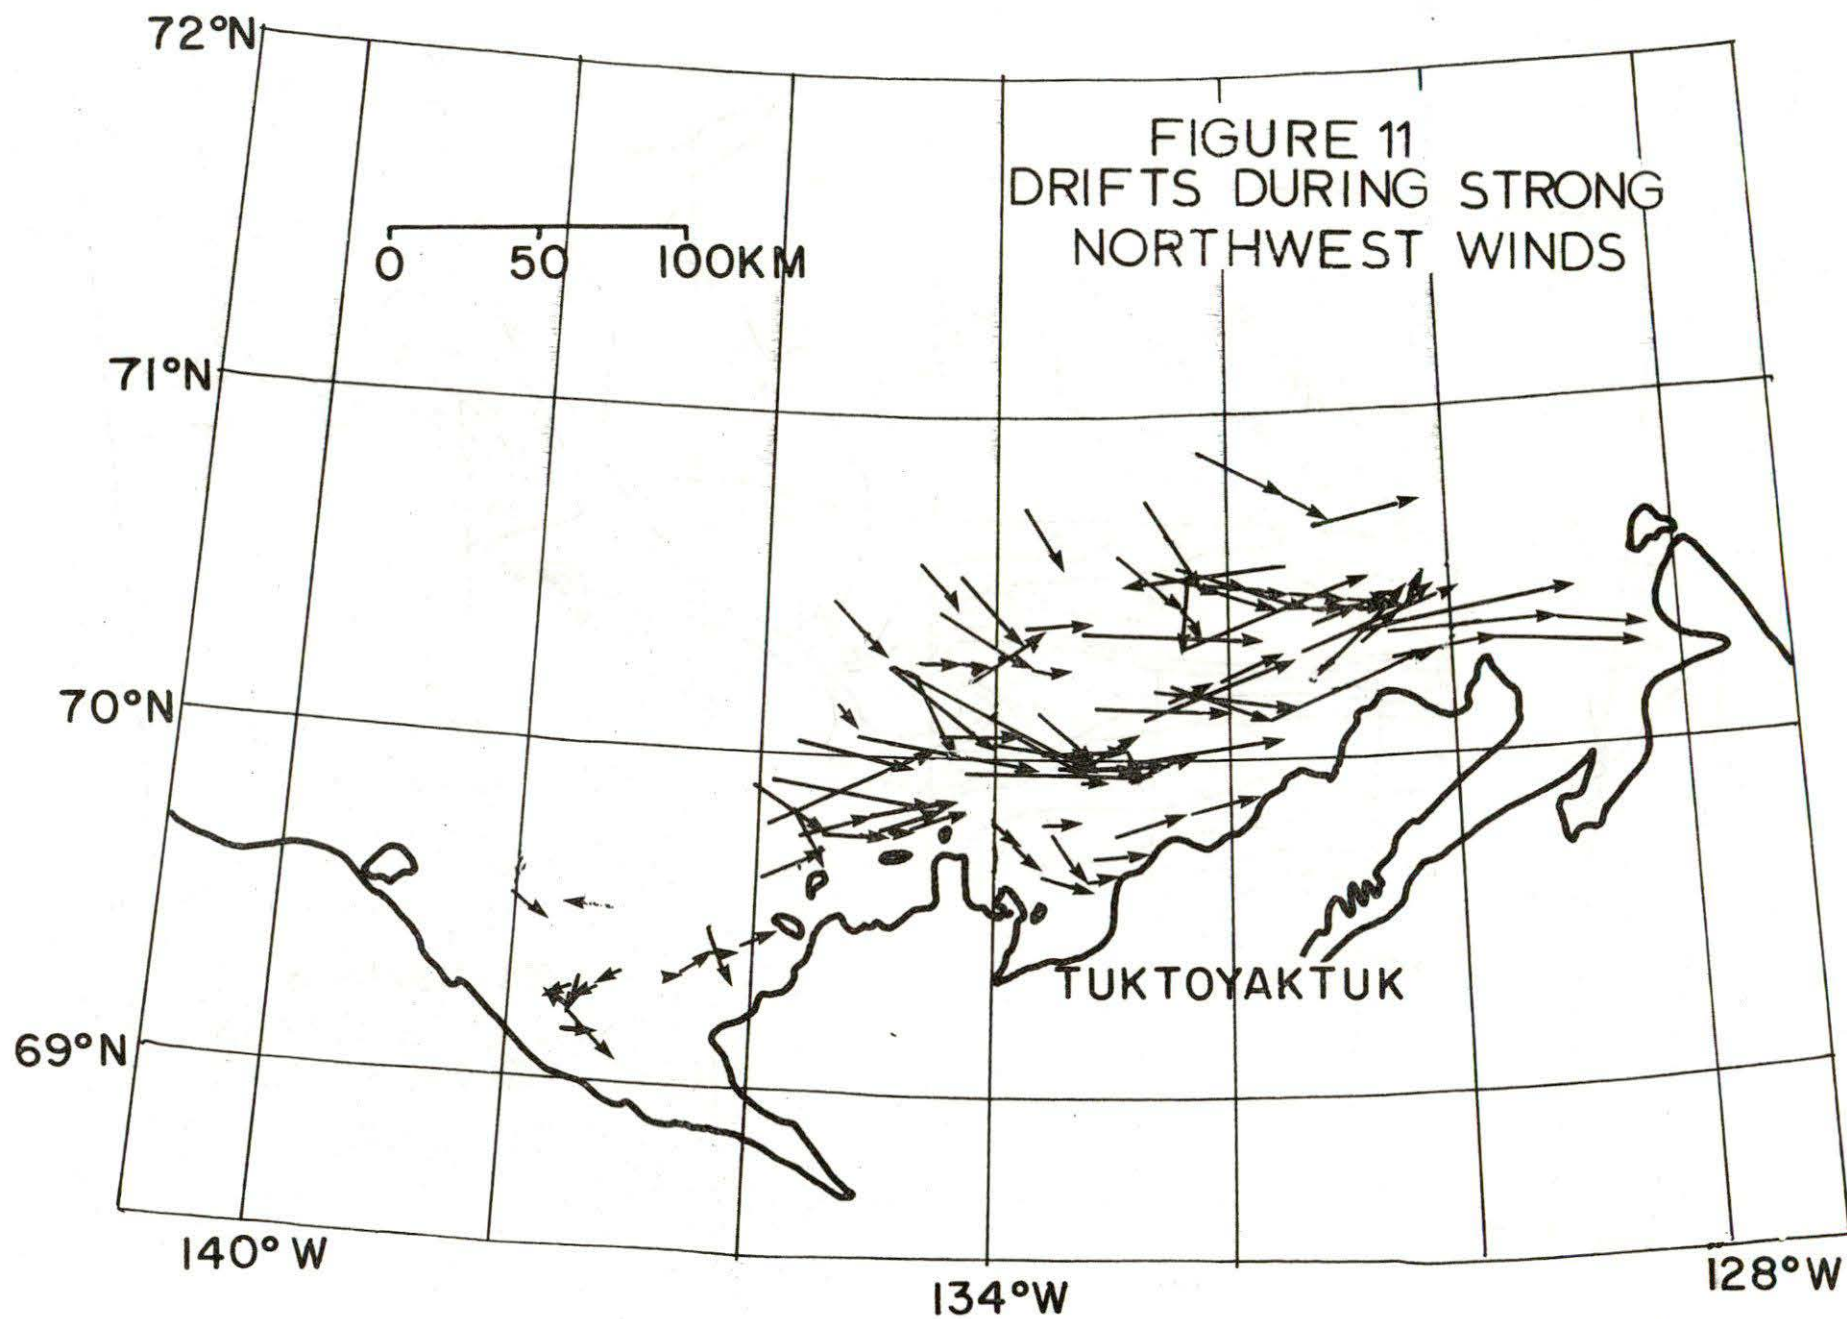 72°N
FIGURE 11
DRIFTS DURING STRONG
NORTHWEST WINDS
0 50 100KM
71°N
70°N
TUKTOYAKTUK
69°N
140°W
134°W
128°W